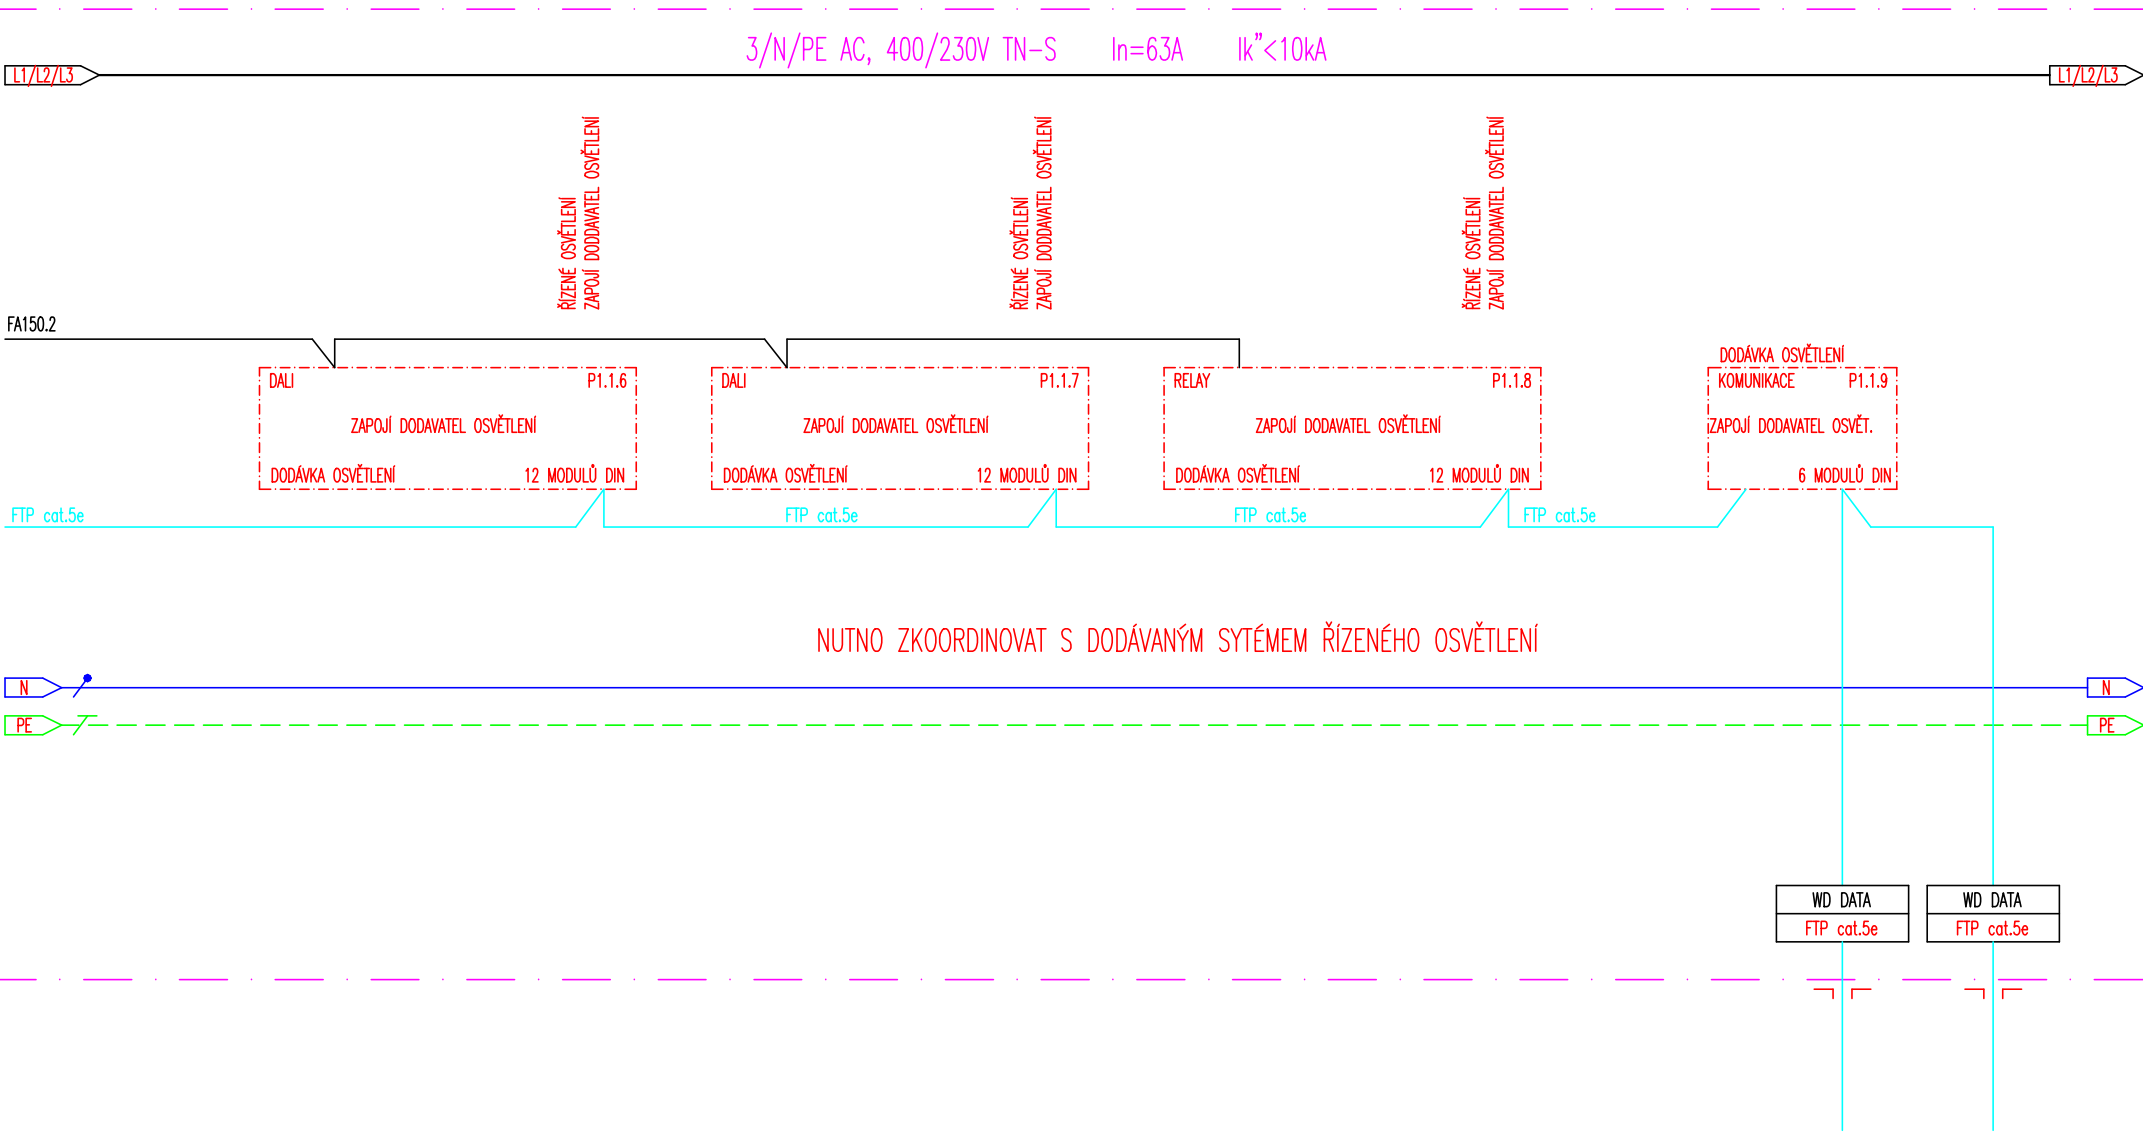 3/N/PE AC, 400/230V TN-S In=63A Ik"<10kA
L1/L2/L3
L1/L2/L3
ŘÍZENÉ OSVĚTLENÍ
ZAPOJÍ DODDAVATEL OSVĚTLENÍ
ŘÍZENÉ OSVĚTLENÍ
ZAPOJÍ DODDAVATEL OSVĚTLENÍ
ŘÍZENÉ OSVĚTLENÍ
ZAPOJÍ DODDAVATEL OSVĚTLENÍ
FA150.2
DALI P1.1.6
ZAPOJÍ DODAVATEL OSVĚTLENÍ
DODÁVKA OSVĚTLENÍ 12 MODULŮ DIN
DALI P1.1.7
ZAPOJÍ DODAVATEL OSVĚTLENÍ
DODÁVKA OSVĚTLENÍ 12 MODULŮ DIN
RELAY P1.1.8
ZAPOJÍ DODAVATEL OSVĚTLENÍ
DODÁVKA OSVĚTLENÍ 12 MODULŮ DIN
DODÁVKA OSVĚTLENÍ
KOMUNIKACE P1.1.9
ZAPOJÍ DODAVATEL OSVĚT.
6 MODULŮ DIN
FTP cat.5e
FTP cat.5e
FTP cat.5e
FTP cat.5e
NUTNO ZKOORDINOVAT S DODÁVANÝM SYTÉMEM ŘÍZENÉHO OSVĚTLENÍ
N
N
PE
PE
WD DATA
FTP cat.5e
WD DATA
FTP cat.5e